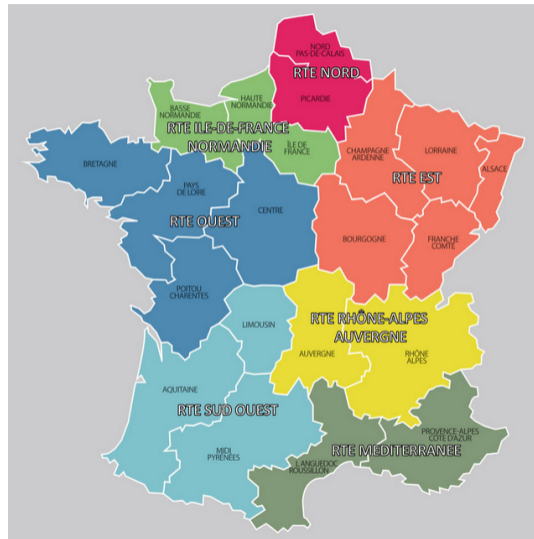 NORD
PAS-DE-CALAIS
RTE NORD
PICARDIE
HAUTE
NORMANDIE
BASSE
NORMANDIE
RTE ILE-DE-FRANCE
NORMANDIE
ÎLE DE
FRANCE
CHAMPAGNE
ARDENNE
LORRAINE
ALSACE
RTE EST
BRETAGNE
PAYS
DE LOIRE
RTE OUEST
CENTRE
BOURGOGNE
FRANCHE
COMTÉ
POITOU
CHARENTES
LIMOUSIN
RTE RHÔNE-ALPES
AUVERGNE
AUVERGNE
RHÔNE
ALPES
AQUITAINE
RTE SUD OUEST
MIDI
PYRÉNÉES
PROVENCE-ALPES
COTE D'AZUR
RTE MEDITERRANEE
LANGUEDOC
ROUSSILLON